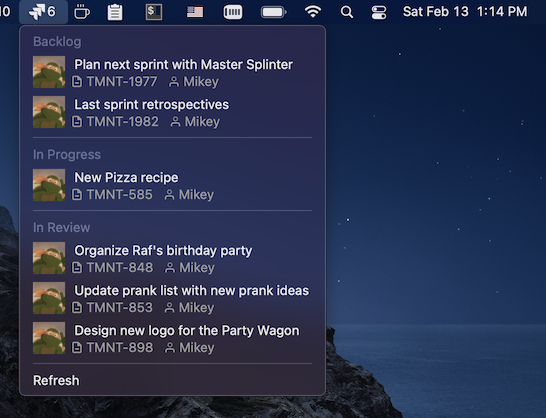 10
6
$
Sat Feb 13 1:14 PM
Backlog
Plan next sprint with Master Splinter
TMNT-1977 Mikey
Last sprint retrospectives
TMNT-1982 Mikey
In Progress
New Pizza recipe
TMNT-585 Mikey
In Review
Organize Raf's birthday party
TMNT-848 Mikey
Update prank list with new prank ideas
TMNT-853 Mikey
Design new logo for the Party Wagon
TMNT-898 Mikey
Refresh